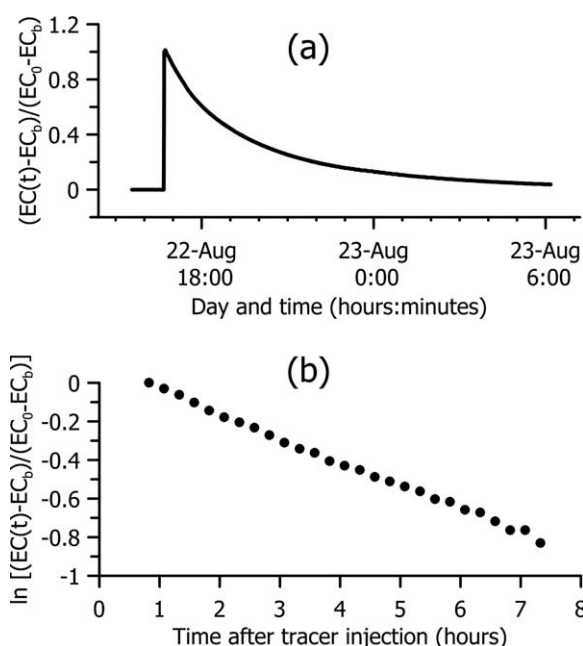 (a)
1.2
0.8
0.4
0
(EC(t)-EC_b)/(EC_0-EC_b)
22-Aug 23-Aug 23-Aug
18:00 0:00 6:00
Day and time (hours:minutes)
(b)
0
-0.2
-0.4
-0.6
-0.8
-1
ln [(EC(t)-EC_b)/(EC_0-EC_b)]
0 1 2 3 4 5 6 7 8
Time after tracer injection (hours)